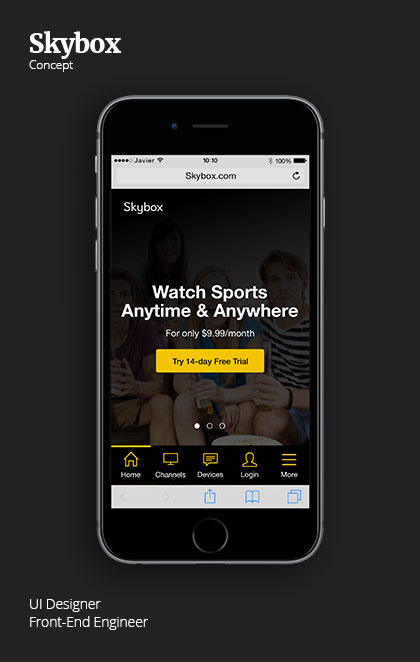 Skybox
Concept
Javier 10:10 100%
Skybox.com
Skybox
Watch Sports
Anytime & Anywhere
For only $9.99/month
Try 14-day Free Trial
Home Channels Devices Login More
UI Designer
Front-End Engineer